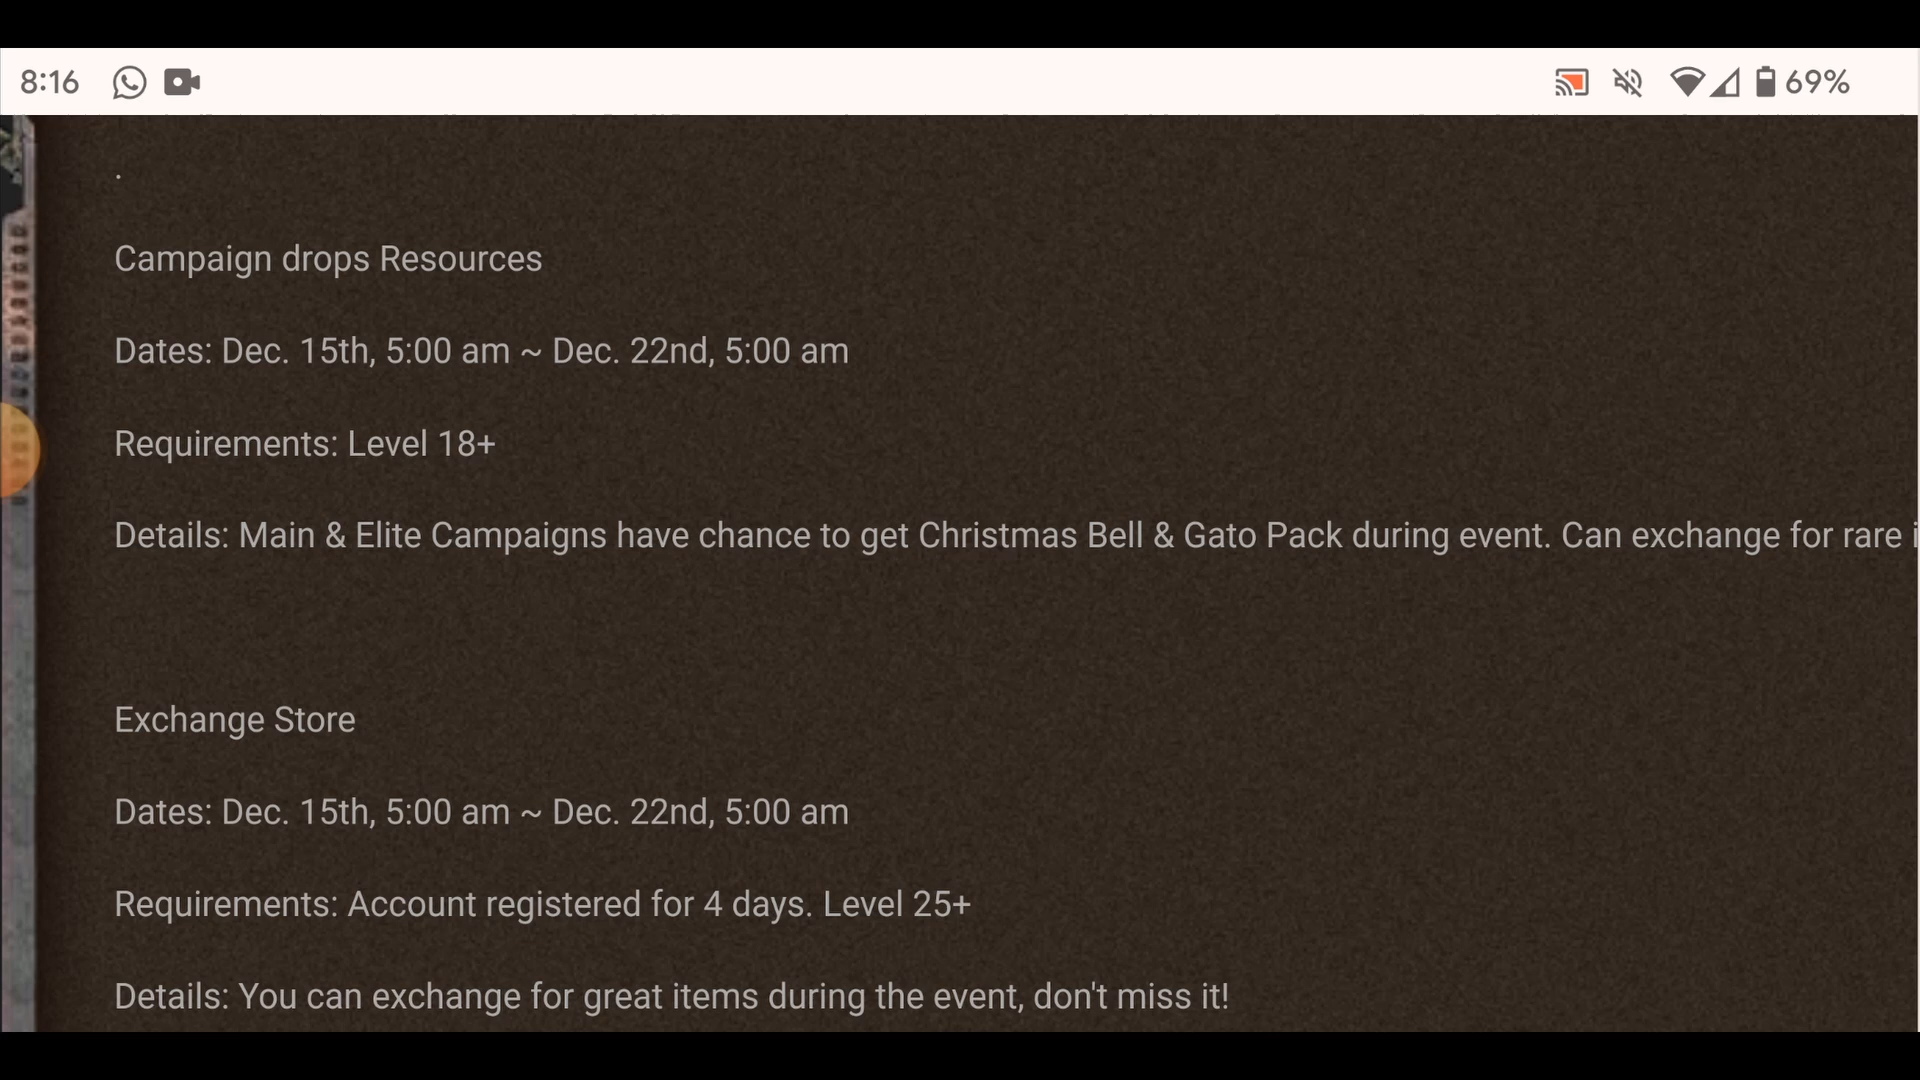 8:16
69%
.
Campaign drops Resources
Dates: Dec. 15th, 5:00 am ~ Dec. 22nd, 5:00 am
Requirements: Level 18+
Details: Main & Elite Campaigns have chance to get Christmas Bell & Gato Pack during event. Can exchange for rare
Exchange Store
Dates: Dec. 15th, 5:00 am ~ Dec. 22nd, 5:00 am
Requirements: Account registered for 4 days. Level 25+
Details: You can exchange for great items during the event, don't miss it!